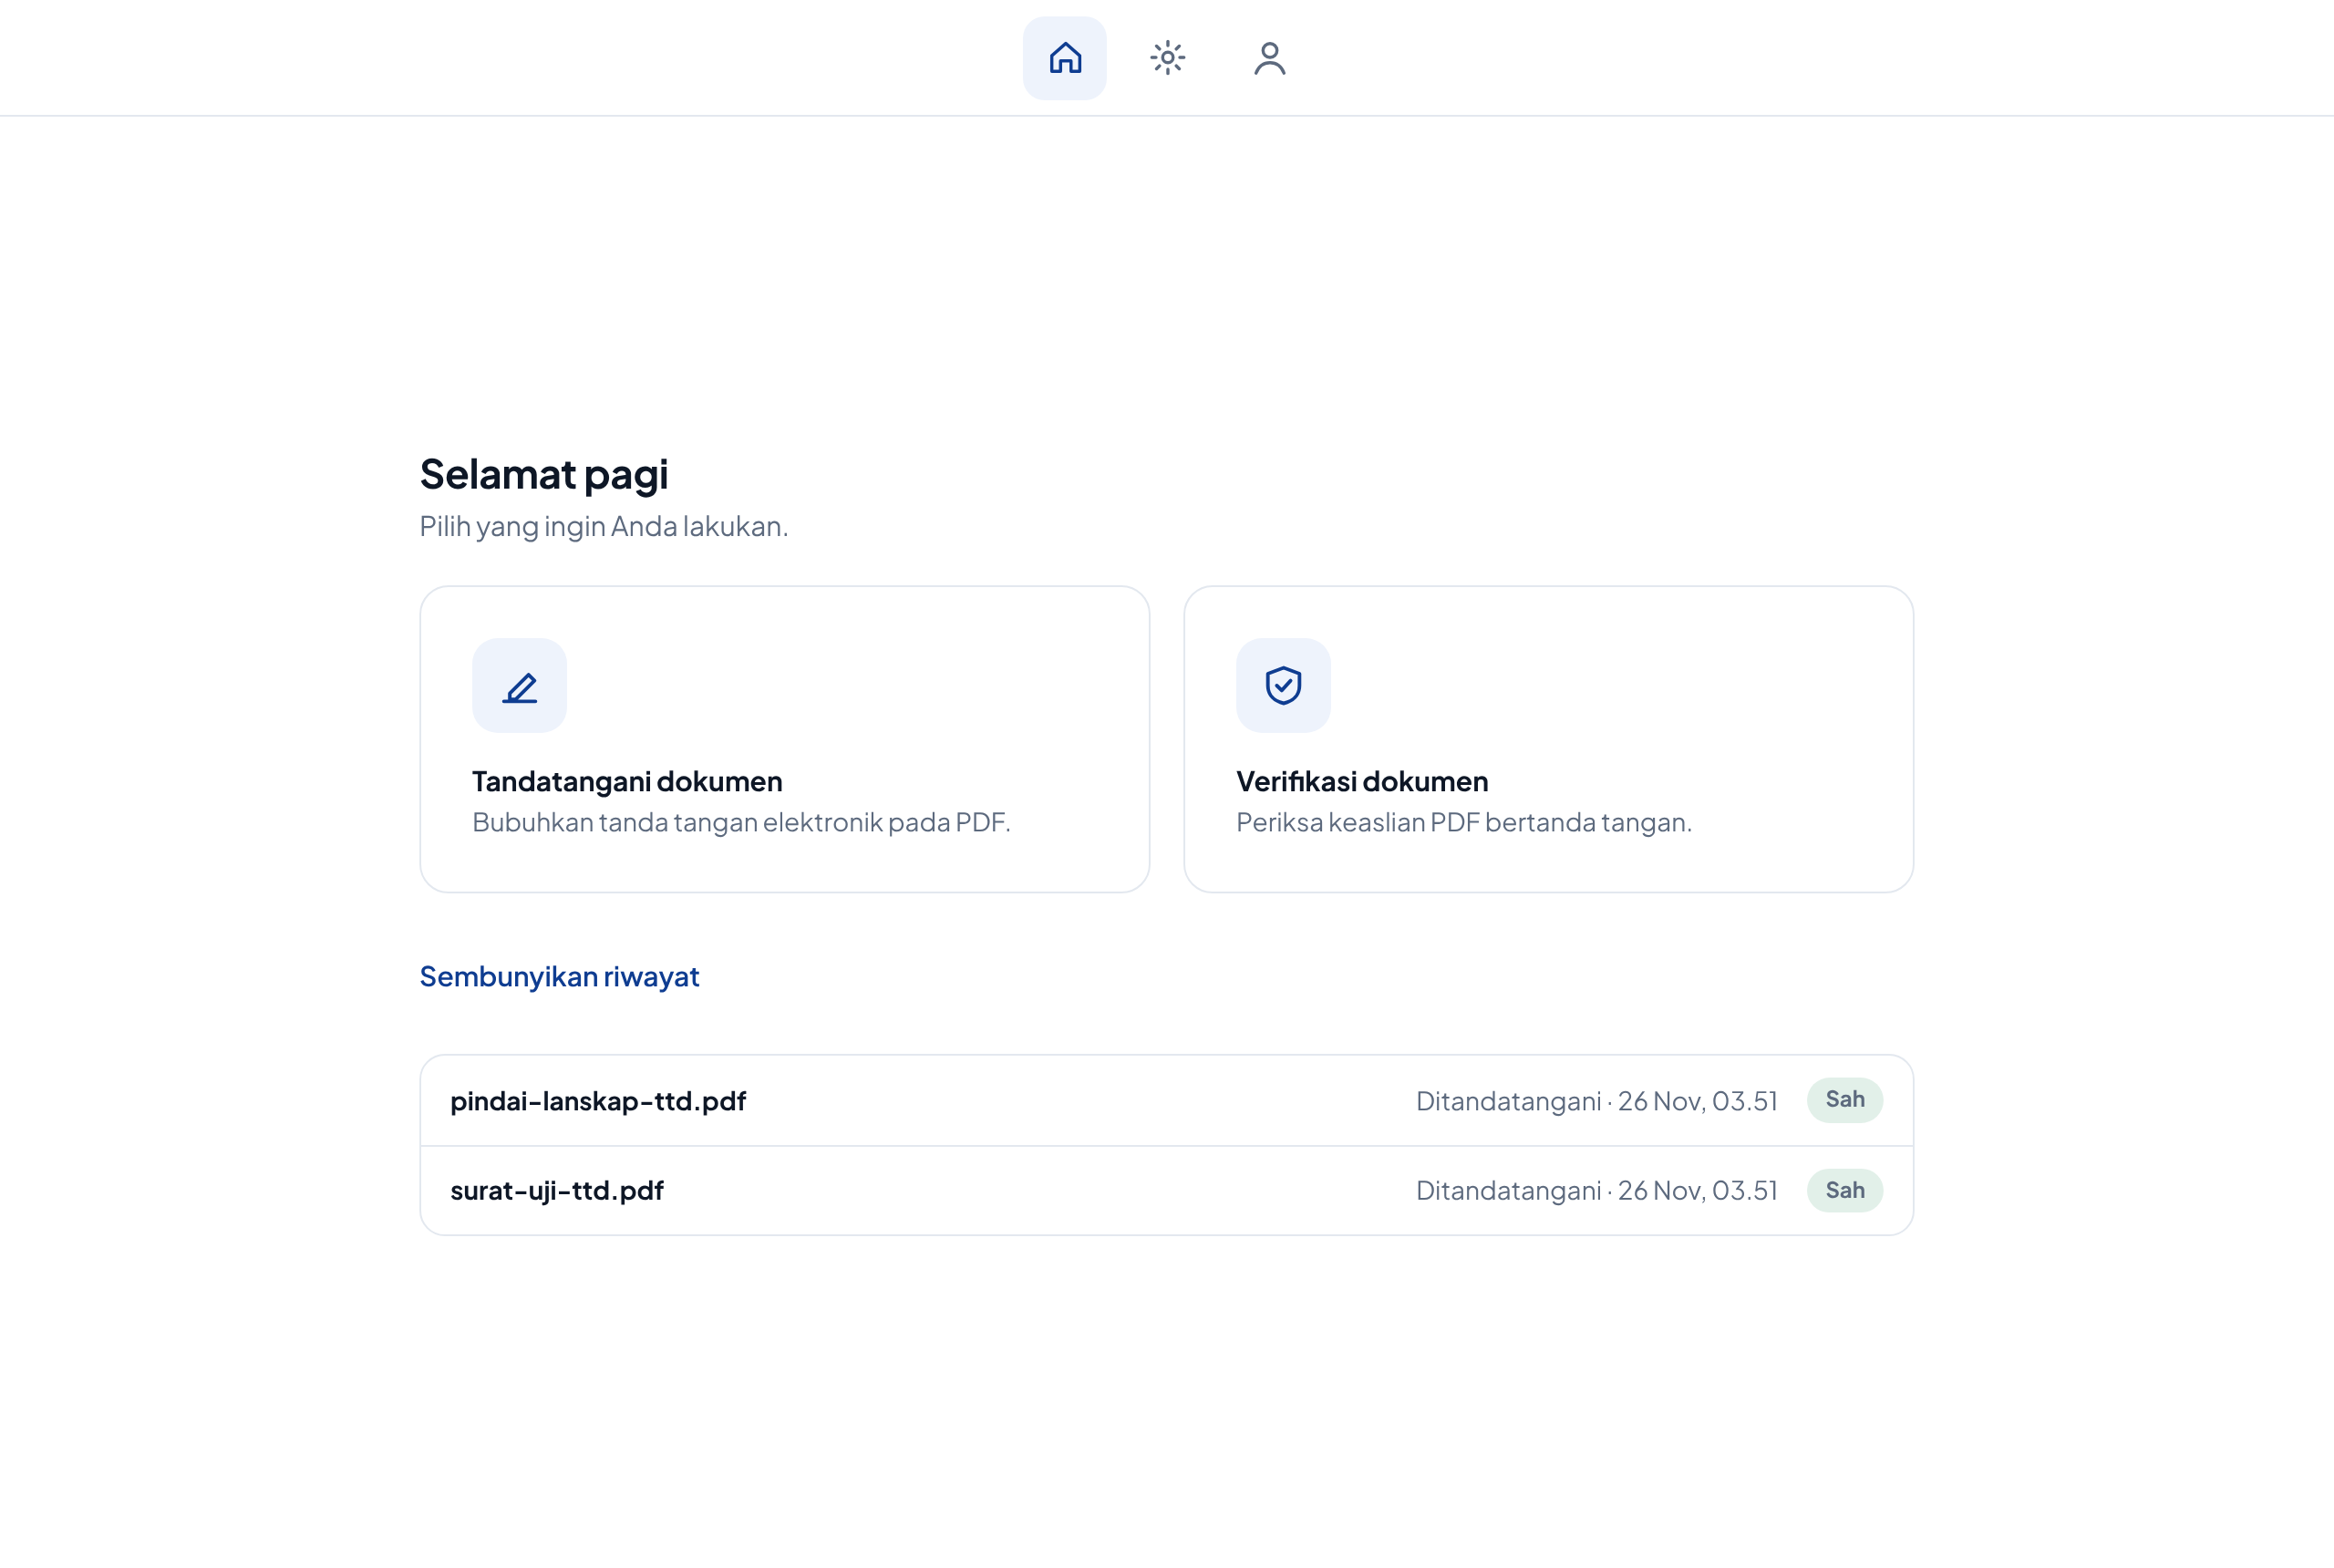 Selamat pagi
Pilih yang ingin Anda lakukan.
Tandatangani dokumen
Bubuhkan tanda tangan elektronik pada PDF.
Verifikasi dokumen
Periksa keaslian PDF bertanda tangan.
Sembunyikan riwayat
pindai-lanskap-ttd.pdf Ditandatangani · 26 Nov, 03.51 Sah
surat-uji-ttd.pdf Ditandatangani · 26 Nov, 03.51 Sah